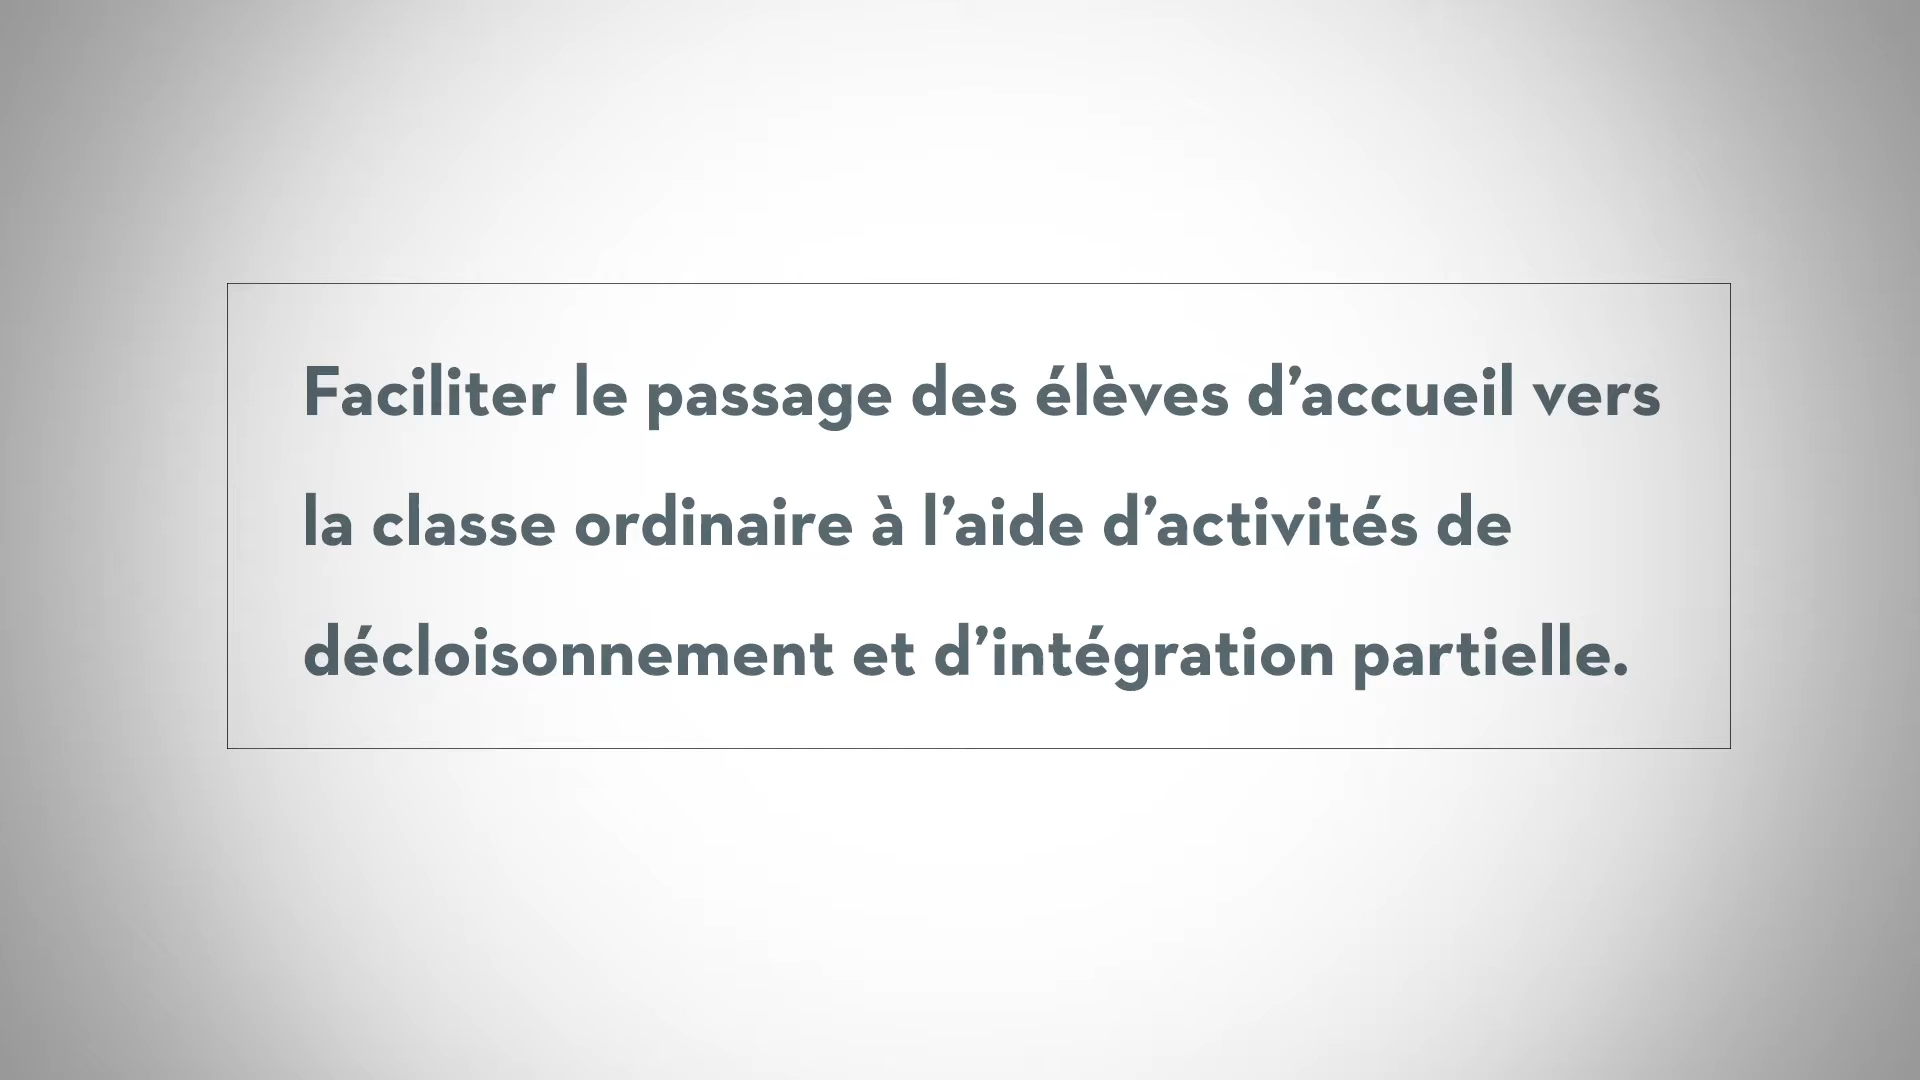 Faciliter le passage des élèves d’accueil vers
la classe ordinaire à l’aide d’activités de
décloisonnement et d’intégration partielle.